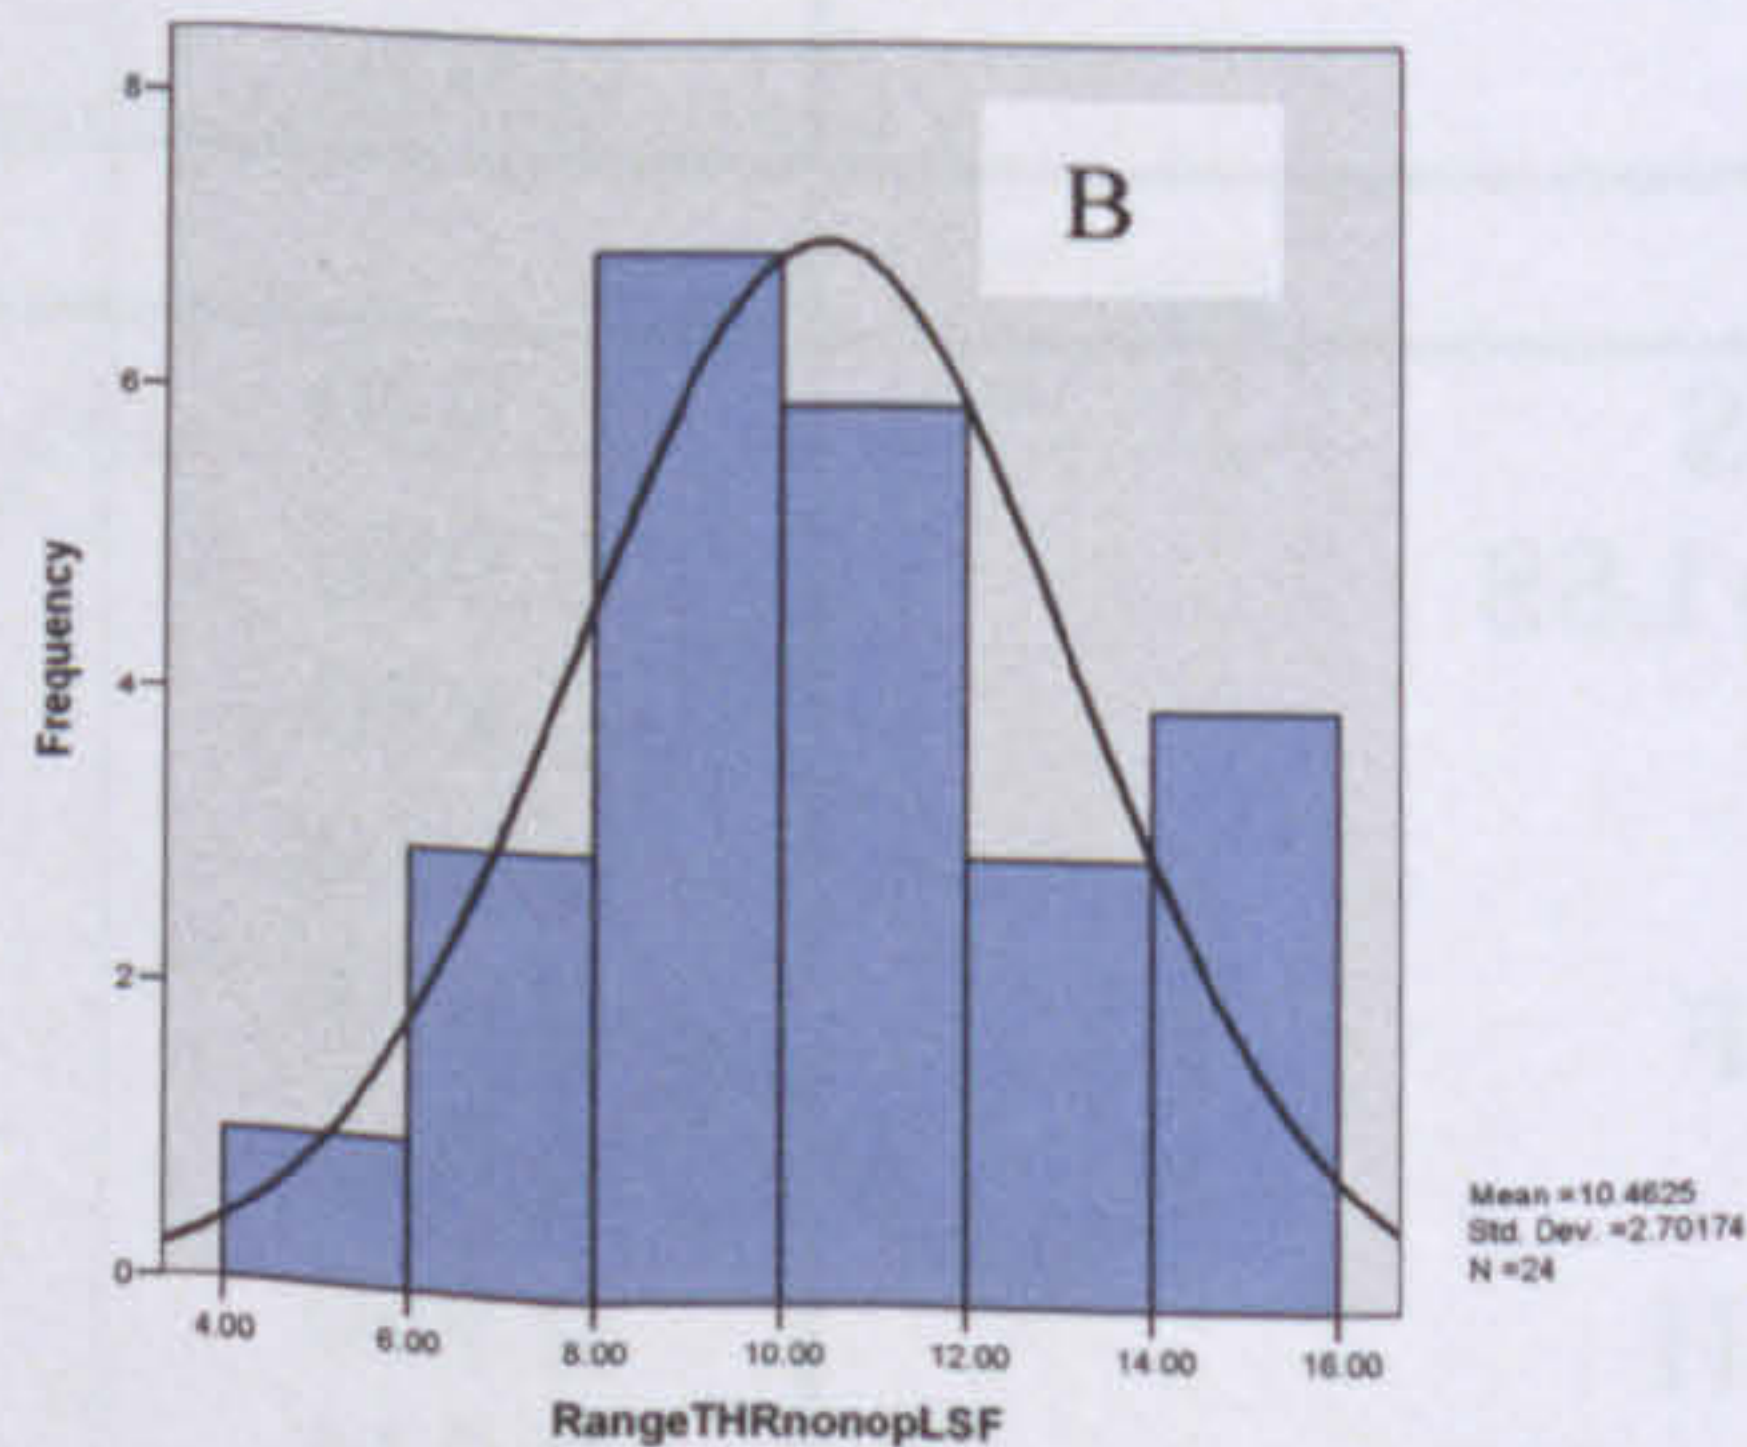 8
B
6
Frequency
4
2
0
Mean =10.4625
Std. Dev. =2.70174
N =24
4.00 6.00 8.00 10.00 12.00 14.00 16.00
RangeTHRnonopLSF